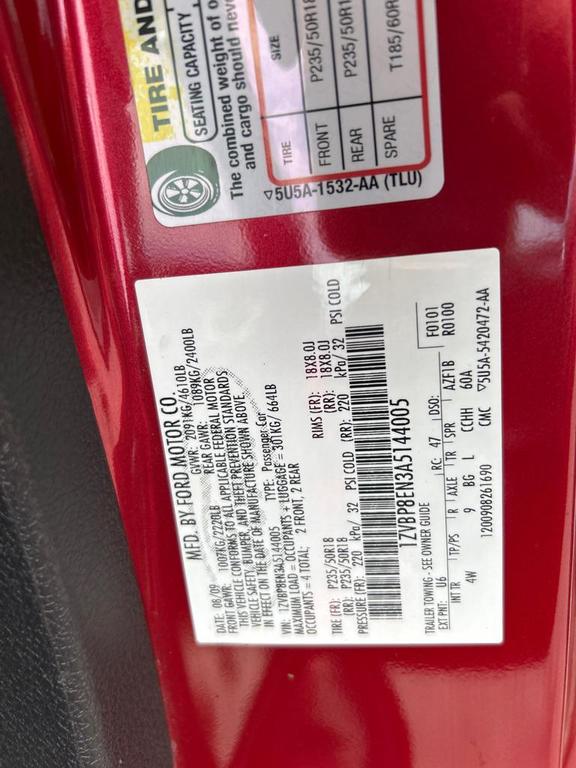 TIRE AND
SEATING CAPACITY
The combined weight of o
and cargo should never
TIRE SIZE
FRONT P235/50R18
REAR P235/50R1
SPARE T185/60R
5U5A-1532-AA (TLU)
MFD. BY FORD MOTOR CO.
DATE: 08/09 GVWR: 2091KG/4610LB
FRONT GAWR: 1007KG/2220LB REAR GAWR: 1089KG/2400LB
THIS VEHICLE CONFORMS TO ALL APPLICABLE FEDERAL MOTOR
VEHICLE SAFETY, BUMPER, AND THEFT PREVENTION STANDARDS
IN EFFECT ON THE DATE OF MANUFACTURE SHOWN ABOVE.
VIN: 1ZVBP8EN3A5144005 TYPE: Passenger Car
MAXIMUM LOAD = OCCUPANTS + LUGGAGE = 301KG/ 664LB
OCCUPANTS = 4 TOTAL: 2 FRONT, 2 REAR
TIRE (FR): P235/50R18 RIMS (FR): 18X8.0J
(RR): P235/50R18 (RR): 18X8.0J
PRESSURE (FR): 220 kPa/ 32 PSI COLD (RR): 220 kPa/ 32 PSI COLD
1ZVBP8EN3A5144005
TRAILER TOWING - SEE OWNER GUIDE
EXT PNT: U6 RC: 47 DSO: F0101
R0100
INT TR TP/PS R AXLE TR SPR AZF1B
4W 9 BG L CCHH 60A
1200908261690 CMC 5U5A-5420472-AA